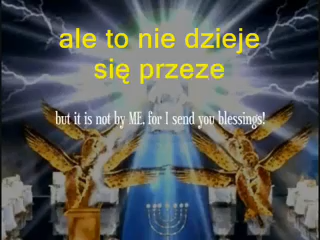 ale to nie dzieje
się przeze
but it is not by ME, for I send you blessings!